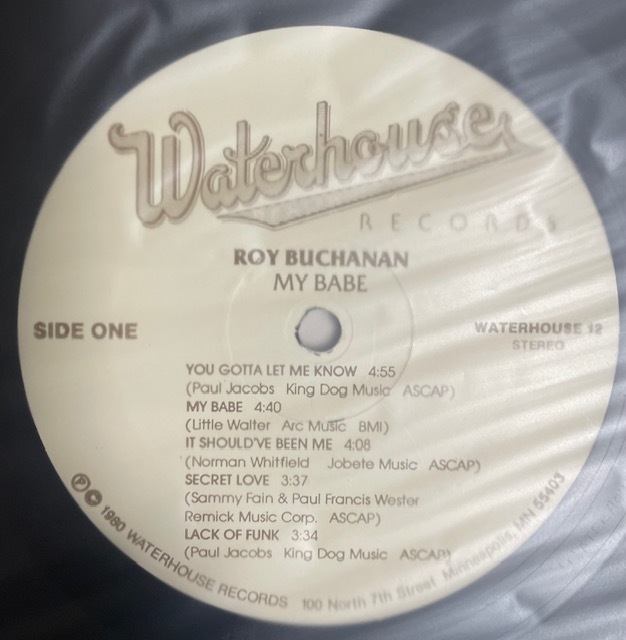 Waterhouse
RECORDS
ROY BUCHANAN
MY BABE
SIDE ONE
WATERHOUSE 12
STEREO
YOU GOTTA LET ME KNOW 4:55
(Paul Jacobs King Dog Music ASCAP)
MY BABE 4:40
(Little Walter Arc Music BMI)
IT SHOULD'VE BEEN ME 4:08
(Norman Whitfield Jobete Music ASCAP)
SECRET LOVE 3:37
(Sammy Fain & Paul Francis Wester
Remick Music Corp. ASCAP)
LACK OF FUNK 3:34
(Paul Jacobs King Dog Music ASCAP)
℗ © 1980 WATERHOUSE RECORDS 100 North 7th Street Minneapolis, MN 55403